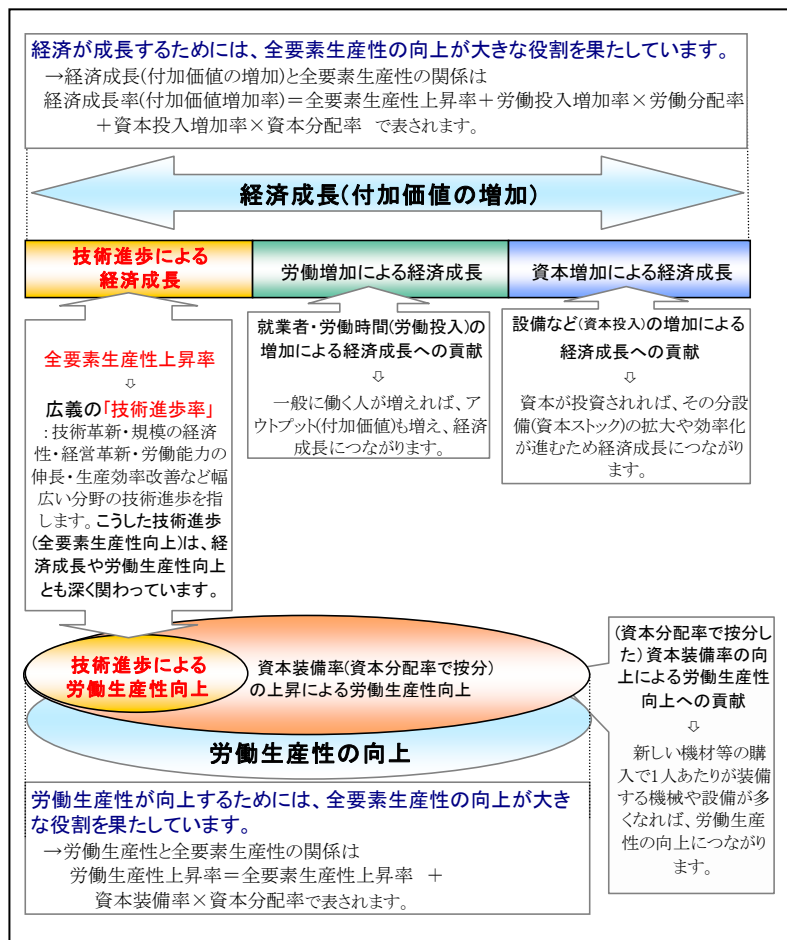 経済が成長するためには、全要素生産性の向上が大きな役割を果たしています。
→経済成長(付加価値の増加)と全要素生産性の関係は
経済成長率(付加価値増加率)＝全要素生産性上昇率＋労働投入増加率×労働分配率
＋資本投入増加率×資本分配率 で表されます。
経済成長(付加価値の増加)
技術進歩による
経済成長
労働増加による経済成長
資本増加による経済成長
全要素生産性上昇率
⇩
広義の「技術進歩率」
：技術革新・規模の経済
性・経営革新・労働能力の
伸長・生産効率改善など幅
広い分野の技術進歩を指
します。こうした技術進歩
(全要素生産性向上)は、経
済成長や労働生産性向上
とも深く関わっています。
就業者・労働時間(労働投入)の
増加による経済成長への貢献
⇩
一般に働く人が増えれば、ア
ウトプット(付加価値)も増え、経済
成長につながります。
設備など(資本投入)の増加による
経済成長への貢献
⇩
資本が投資されれば、その分設
備(資本ストック)の拡大や効率化
が進むため経済成長につながり
ます。
技術進歩による
労働生産性向上
資本装備率(資本分配率で按分)
の上昇による労働生産性向上
労働生産性の向上
(資本分配率で按分し
た)資本装備率の向
上による労働生産性
向上への貢献
⇩
新しい機材等の購
入で1人あたりが装備
する機械や設備が多
くなれば、労働生産
性の向上につながり
ます。
労働生産性が向上するためには、全要素生産性の向上が大き
な役割を果たしています。
→労働生産性と全要素生産性の関係は
労働生産性上昇率＝全要素生産性上昇率 ＋
資本装備率×資本分配率で表されます。